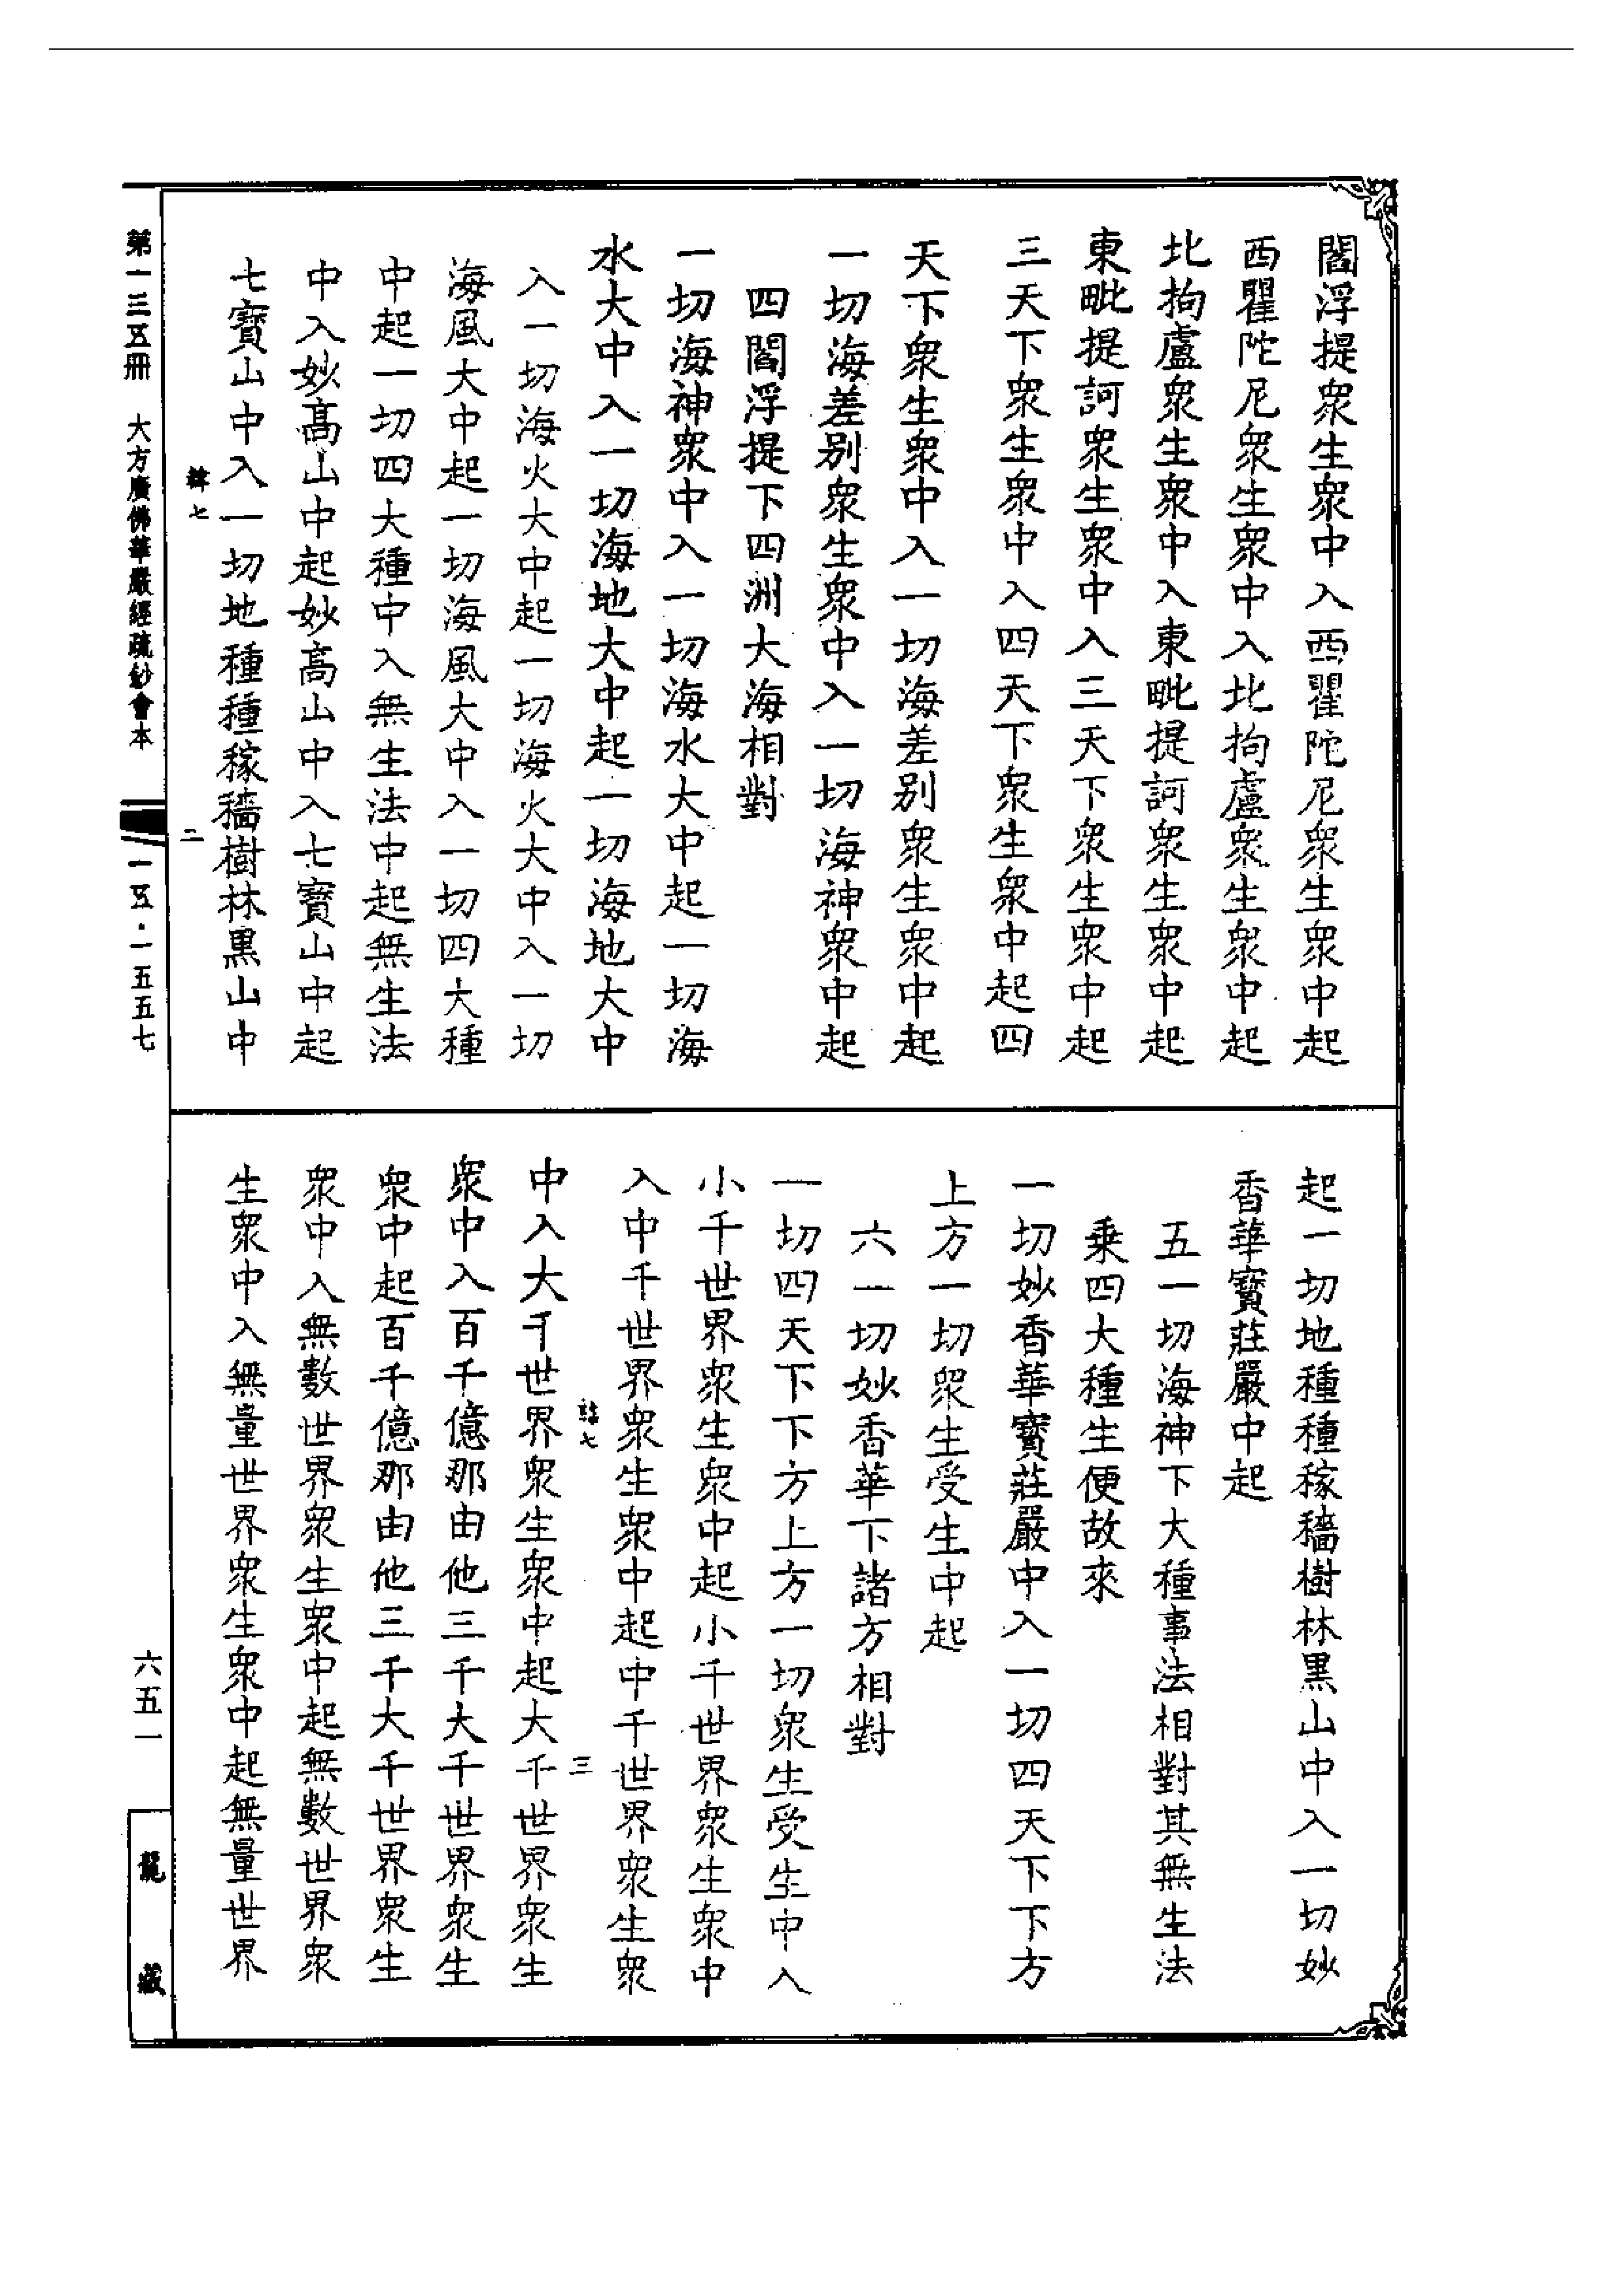 閻浮提衆生衆中入西瞿陀尼衆生衆中起
西瞿陀尼衆生衆中入北拘盧衆生衆中起
北拘盧衆生衆中入東毗提訶衆生衆中起
東毗提訶衆生衆中入三天下衆生衆中起
三天下衆生衆中入四天下衆生衆中起四
天下衆生衆中入一切海差别衆生衆中起
一切海差别衆生衆中入一切海神衆中起
四閻浮提下四洲大海相對
一切海神衆中入一切海水大中起一切海
水大中入一切海地大中起一切海地大中
入一切海火大中起一切海火大中入一切
海風大中起一切海風大中入一切四大種
中起一切四大種中入無生法中起無生法
中入妙高山中起妙高山中入七寶山中起
七寶山中入一切地種種稼穡樹林黒山中
起一切地種種稼穡樹林黒山中入一切妙
香華寶莊嚴中起
五一切海神下大種事法相對其無生法
乗四大種生便故來
一切妙香華寶莊嚴中入一切四天下下方
上方一切衆生受生中起
六一切妙香華下諸方相對
一切四天下下方上方一切衆生受生中入
小千世界衆生衆中起小千世界衆生衆中
入中千世界衆生衆中起中千世界衆生衆
七
三
中入大千世界衆生衆中起大千世界衆生
衆中入百千億那由他三千大千世界衆生
衆中起百千億那由他三千大千世界衆生
衆中入無數世界衆生衆中起無數世界衆
生衆中入無量世界衆生衆中起無量世界
七
二
第一三五冊 大方廣佛華嚴經疏鈔會本
一五·一五五七
六五一
龍藏